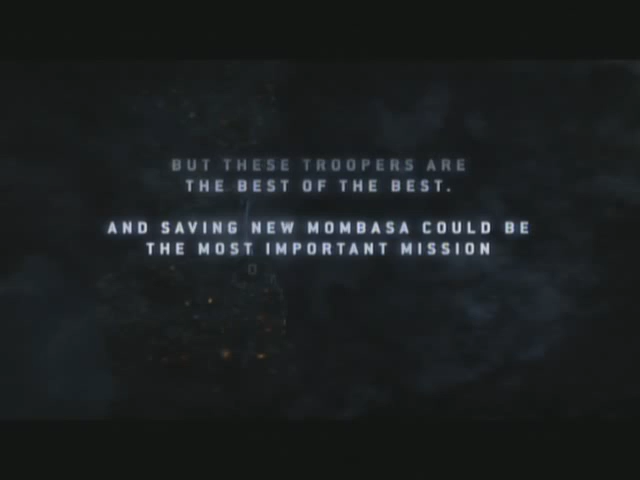 BUT THESE TROOPERS ARE
THE BEST OF THE BEST.
AND SAVING NEW MOMBASA COULD BE
THE MOST IMPORTANT MISSION
O